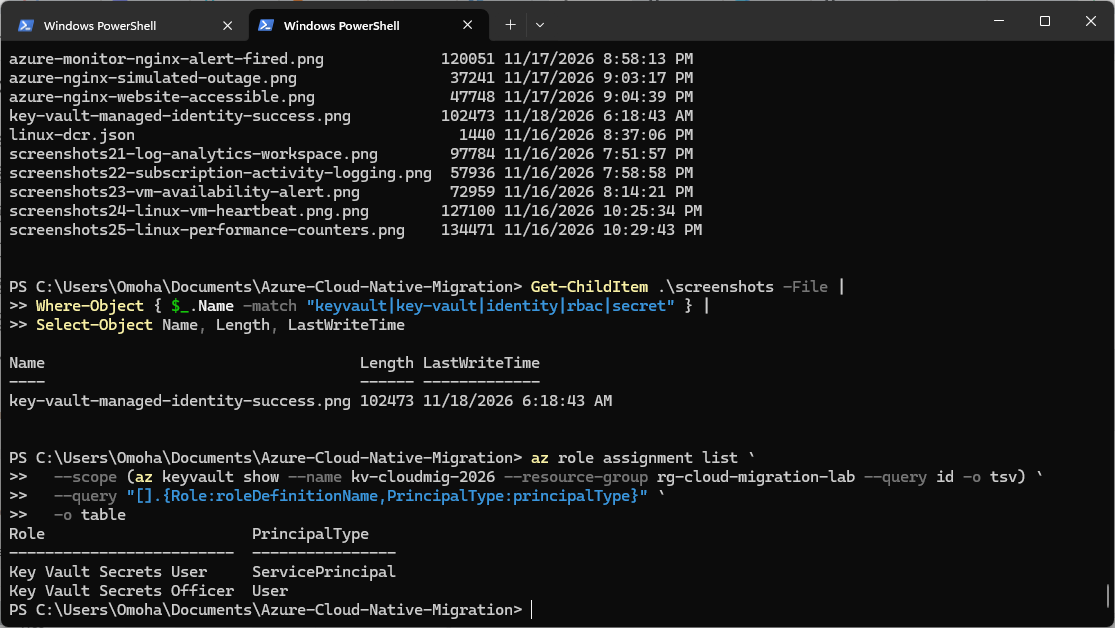 Windows PowerShell
Windows PowerShell
azure-monitor-nginx-alert-fired.png 120051 11/17/2026 8:58:13 PM
azure-nginx-simulated-outage.png 37241 11/17/2026 9:03:17 PM
azure-nginx-website-accessible.png 47748 11/17/2026 9:04:39 PM
key-vault-managed-identity-success.png 102473 11/18/2026 6:18:43 AM
linux-dcr.json 1440 11/16/2026 8:37:06 PM
screenshots21-log-analytics-workspace.png 97784 11/16/2026 7:51:57 PM
screenshots22-subscription-activity-logging.png 57936 11/16/2026 7:58:58 PM
screenshots23-vm-availability-alert.png 72959 11/16/2026 8:14:21 PM
screenshots24-linux-vm-heartbeat.png.png 127100 11/16/2026 10:25:34 PM
screenshots25-linux-performance-counters.png 134471 11/16/2026 10:29:43 PM
PS C:\Users\Omoha\Documents\Azure-Cloud-Native-Migration> Get-ChildItem .\screenshots -File |
>> Where-Object { $_.Name -match "keyvault|key-vault|identity|rbac|secret" } |
>> Select-Object Name, Length, LastWriteTime
Name Length LastWriteTime
---- ------ -------------
key-vault-managed-identity-success.png 102473 11/18/2026 6:18:43 AM
PS C:\Users\Omoha\Documents\Azure-Cloud-Native-Migration> az role assignment list `
>> --scope (az keyvault show --name kv-cloudmig-2026 --resource-group rg-cloud-migration-lab --query id -o tsv) `
>> --query "[].{Role:roleDefinitionName,PrincipalType:principalType}" `
>> -o table
Role PrincipalType
------------------------- ----------------
Key Vault Secrets User ServicePrincipal
Key Vault Secrets Officer User
PS C:\Users\Omoha\Documents\Azure-Cloud-Native-Migration>